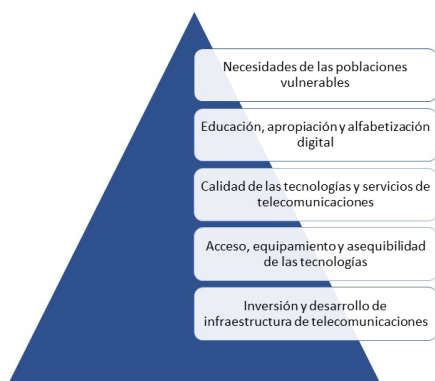 Necesidades de las poblaciones
vulnerables
Educación, apropiación y alfabetización
digital
Calidad de las tecnologías y servicios de
telecomunicaciones
Acceso, equipamiento y asequibilidad
de las tecnologías
Inversión y desarrollo de
infraestructura de telecomunicaciones